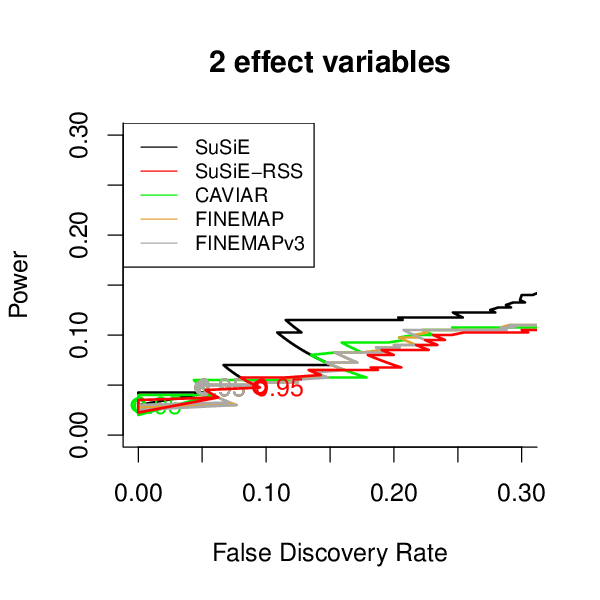 2 effect variables
SuSiE
SuSiE−RSS
CAVIAR
FINEMAP
FINEMAPv3
Power
0.00
0.10
0.20
0.30
0.95
0.00 0.10 0.20 0.30
False Discovery Rate